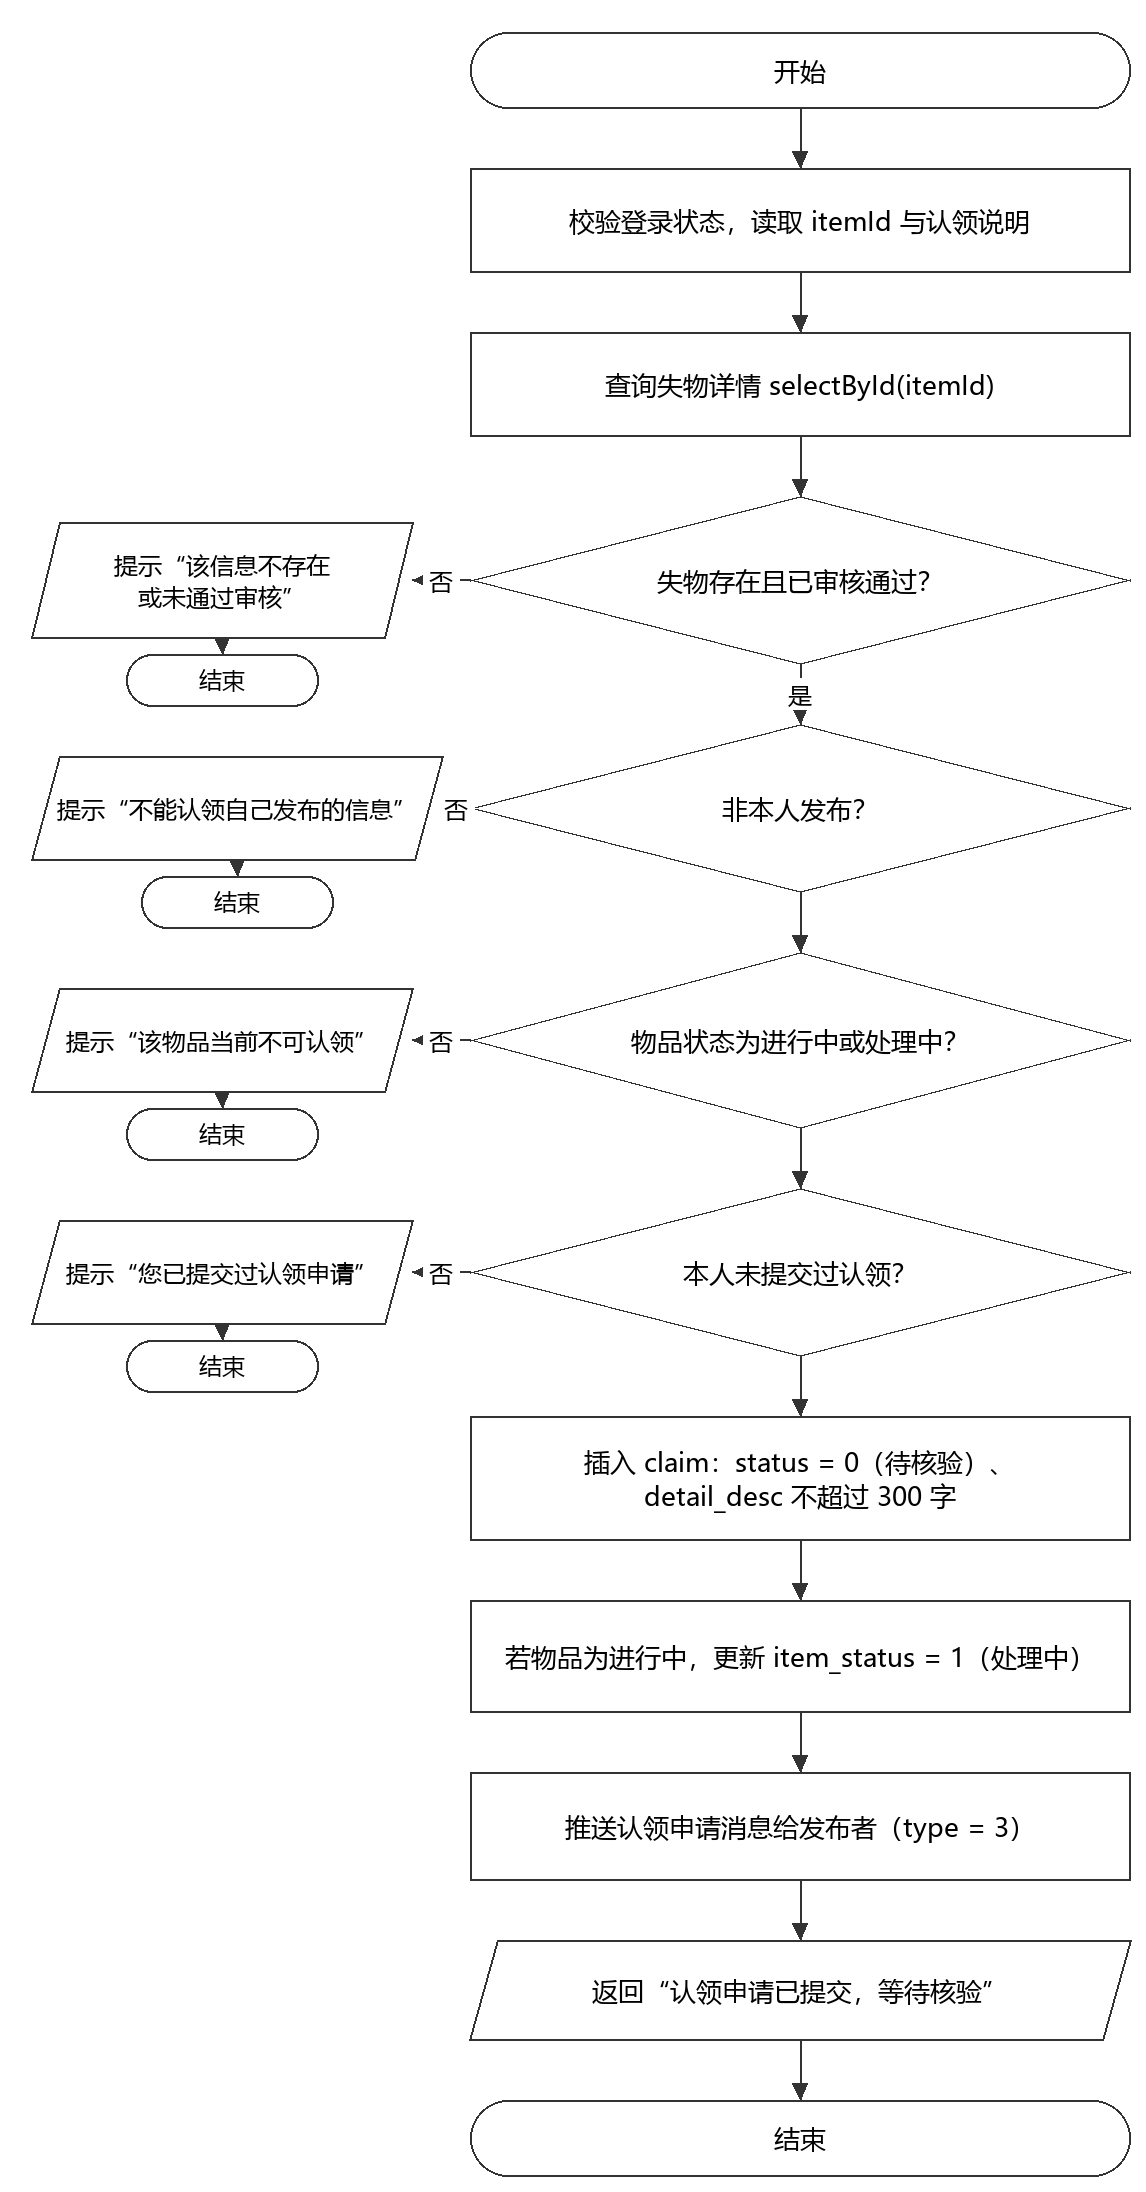 开始
校验登录状态，读取 itemId 与认领说明
查询失物详情 selectById(itemId)
失物存在且已审核通过？
否
提示“该信息不存在
或未通过审核”
结束
是
非本人发布？
否
提示“不能认领自己发布的信息”
结束
物品状态为进行中或处理中？
否
提示“该物品当前不可认领”
结束
本人未提交过认领？
否
提示“您已提交过认领申请”
结束
插入 claim：status = 0（待核验）、
detail_desc 不超过 300 字
若物品为进行中，更新 item_status = 1（处理中）
推送认领申请消息给发布者（type = 3）
返回“认领申请已提交，等待核验”
结束